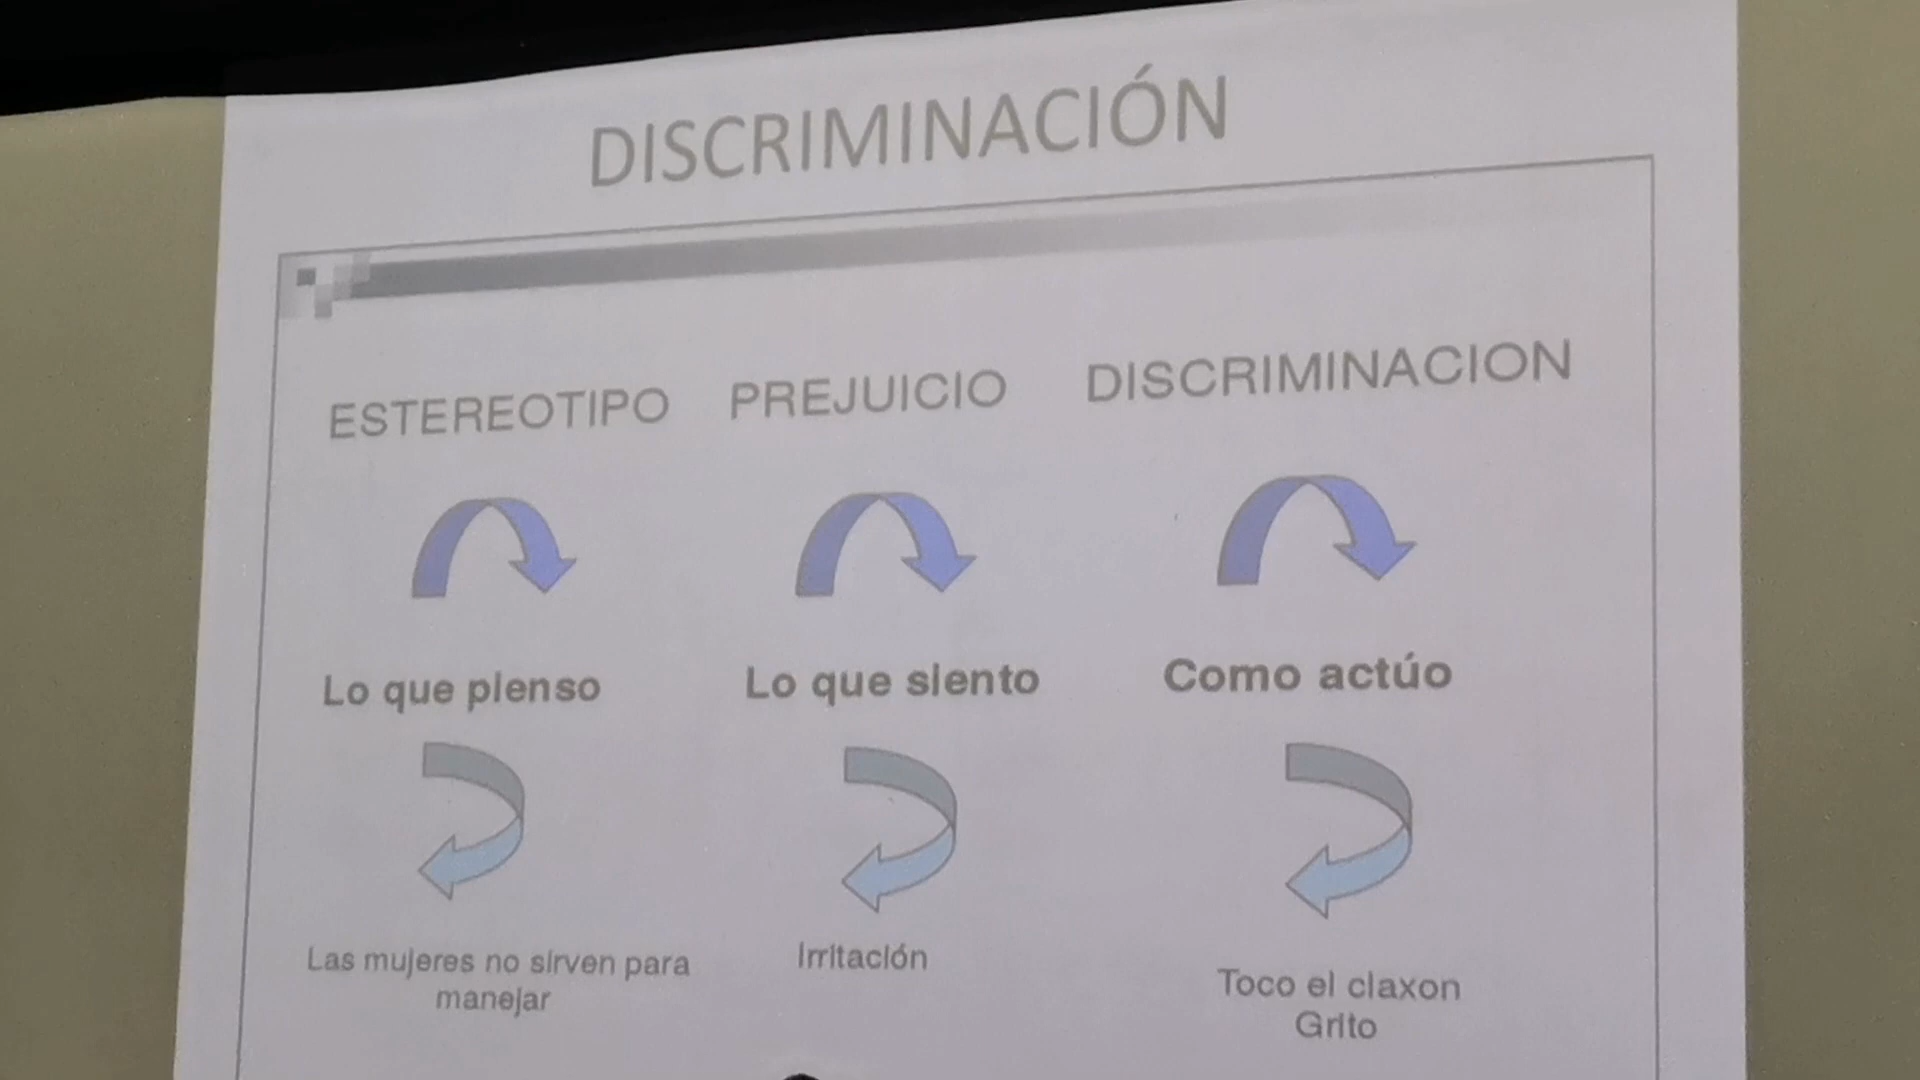 DISCRIMINACIÓN
ESTEREOTIPO PREJUICIO DISCRIMINACION
Lo que pienso Lo que siento Como actúo
Las mujeres no sirven para
manejar
Irritación
Toco el claxon
Grito